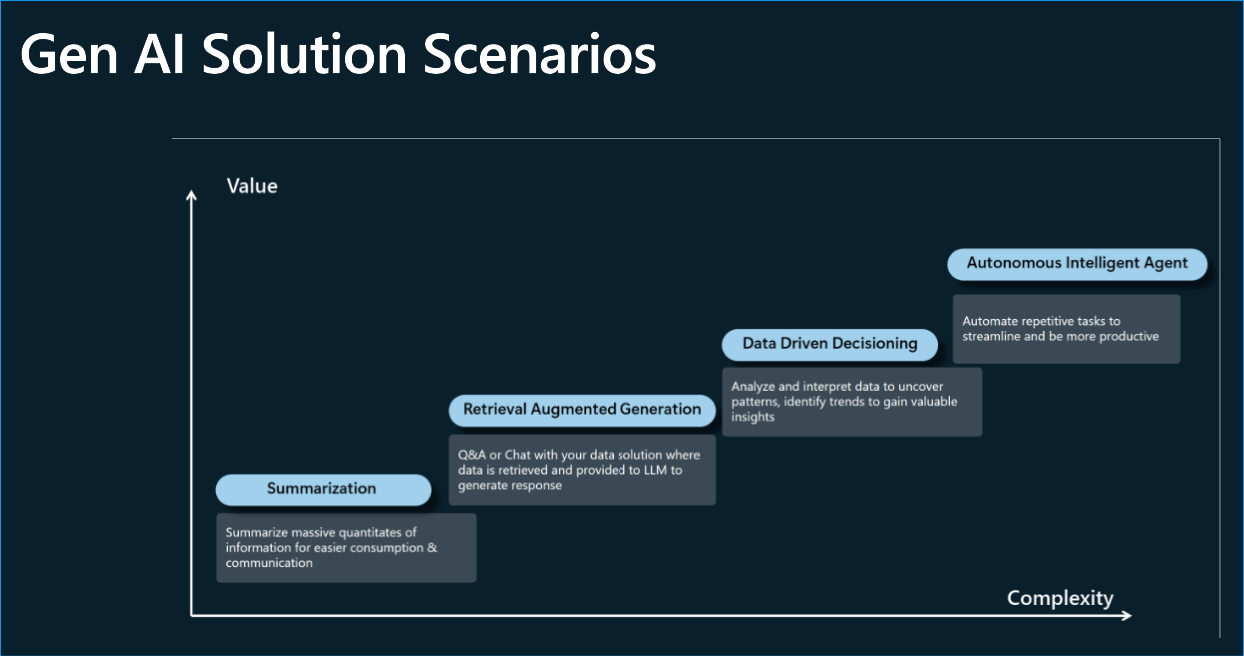 Gen AI Solution Scenarios
Value
Autonomous Intelligent Agent
Automate repetitive tasks to
streamline and be more productive
Data Driven Decisioning
Analyze and interpret data to uncover
patterns, identify trends to gain valuable
insights
Retrieval Augmented Generation
Q&A or Chat with your data solution where
data is retrieved and provided to LLM to
generate response
Summarization
Summarize massive quantitates of
information for easier consumption &
communication
Complexity